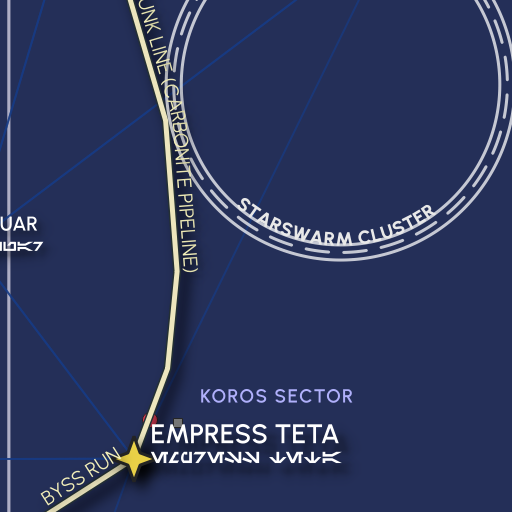 UNK LINE (CARBONITE PIPELINE)
STARSWARM CLUSTER
UAR
KOROS SECTOR
EMPRESS TETA
BYSS RUN